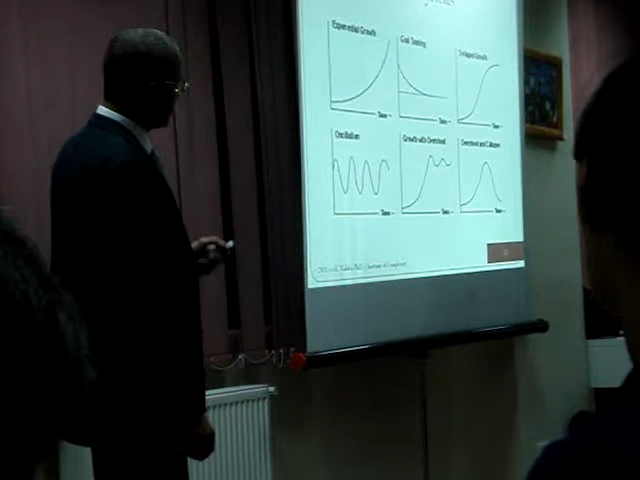 Exponential Growth
Goal Seeking
S-shaped Growth
Time
Time
Time
Oscillation
Growth with Overshoot
Overshoot and Collapse
Time
Time
Time